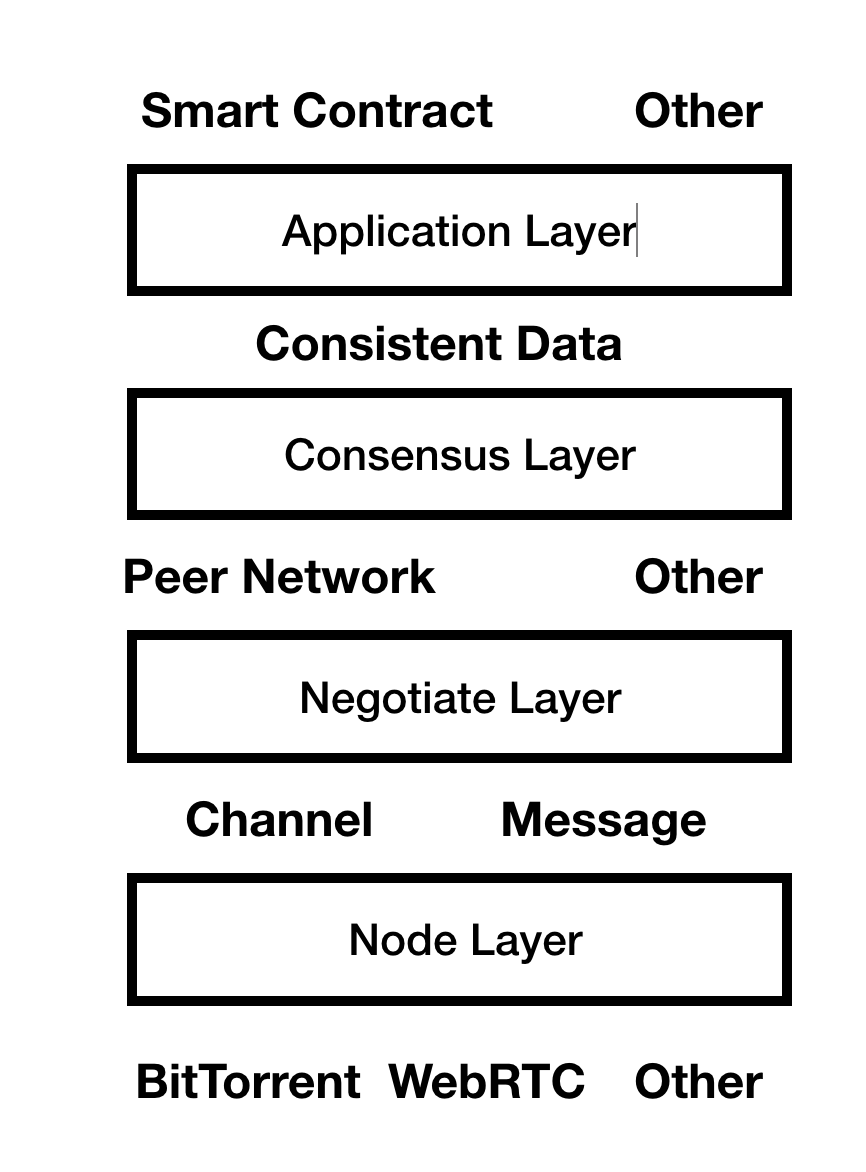 Smart Contract Other
Application Layer
Consistent Data
Consensus Layer
Peer Network Other
Negotiate Layer
Channel Message
Node Layer
BitTorrent WebRTC Other